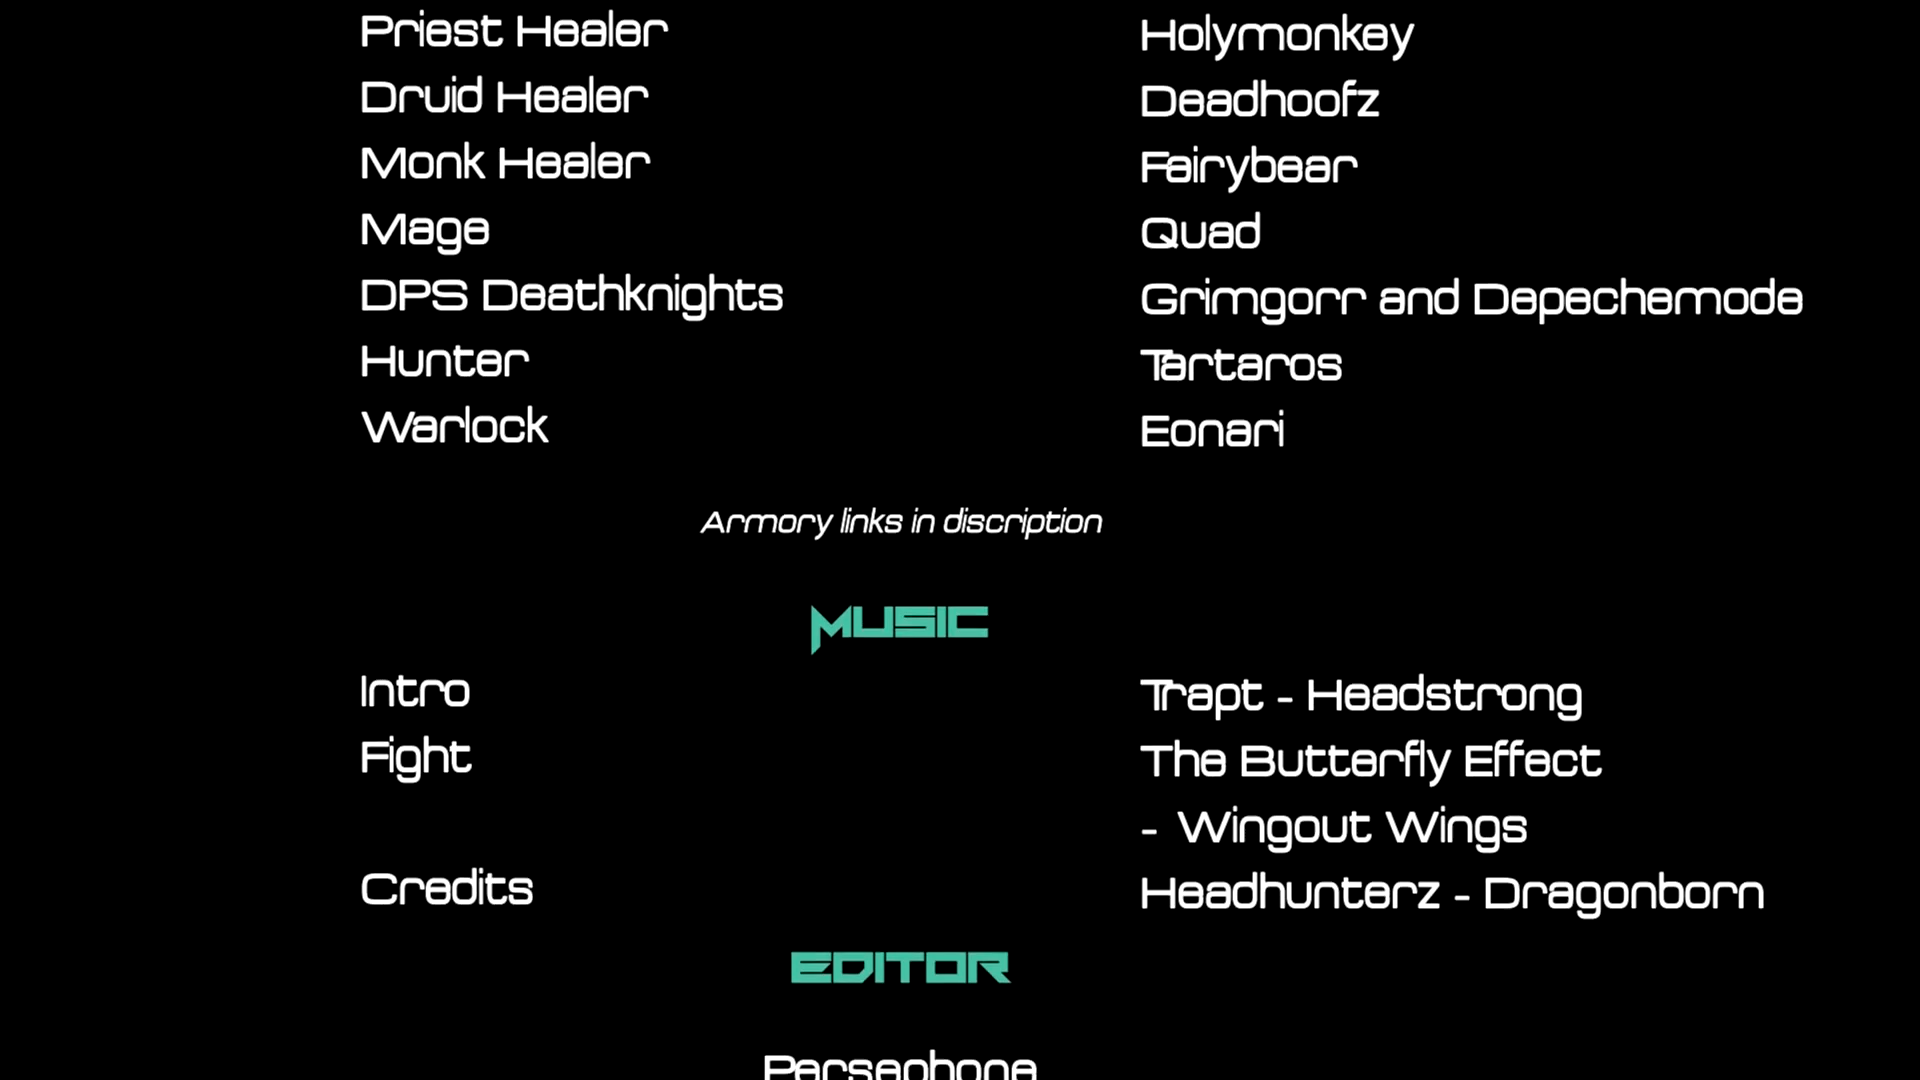 Priest Healer Holymonkey
Druid Healer Deadhoofz
Monk Healer Fairybear
Mage Quad
DPS Deathknights Grimgorr and Depechemode
Hunter Tartaros
Warlock Eonari
Armory links in discription
MUSIC
Intro Trapt - Headstrong
Fight The Butterfly Effect
- Wingout Wings
Credits Headhunterz - Dragonborn
EDITOR
Persephone